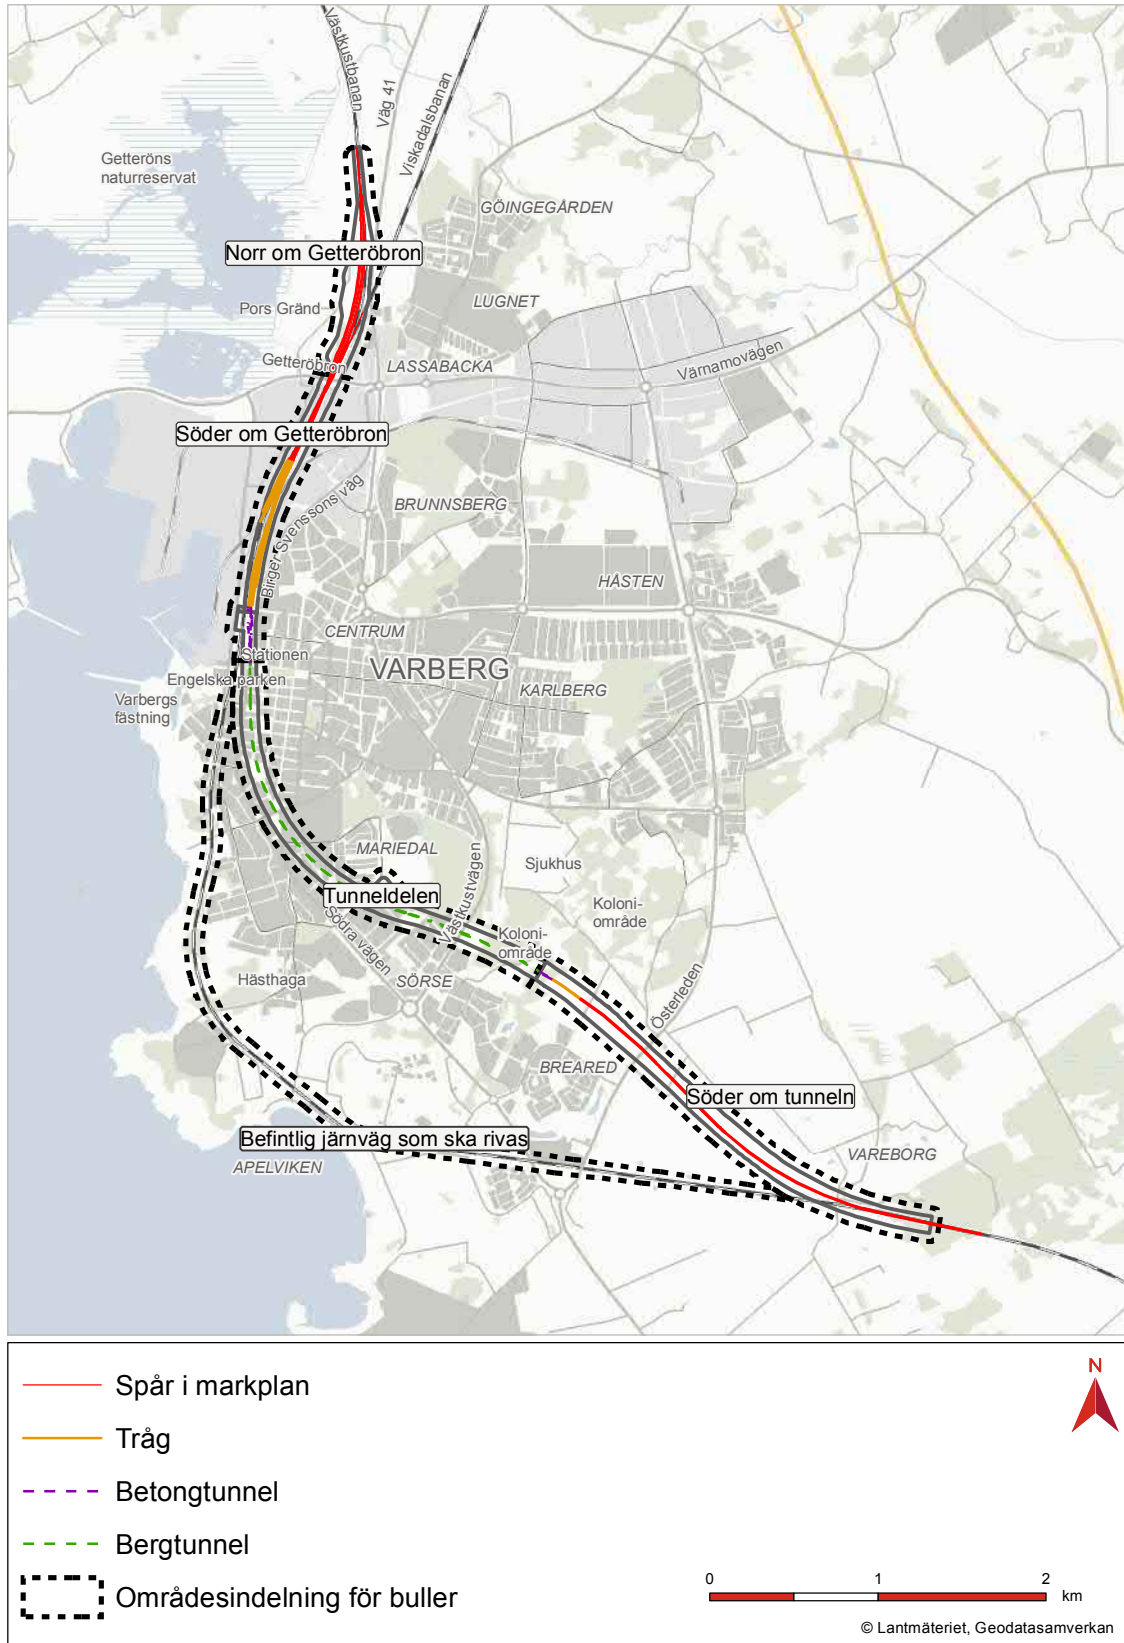 Västkustbanan
Väg 41
Viskadalsbanan
Getteröns
naturreservat
GÖINGEGÅRDEN
Norr om Getteröbron
LUGNET
Pors Gränd
Värnamovägen
Getteröbron
LASSABACKA
Söder om Getteröbron
BRUNNSBERG
Birger Svenssons väg
HÅSTEN
CENTRUM
Stationen
VARBERG
Engelska parken
KARLBERG
Varbergs
fästning
MARIEDAL
Sjukhus
Tunneldelen
Västkustvägen
Koloni-
område
Södra vägen
Koloni-
område
Hästhaga
SÖRSE
Österleden
BREARED
Söder om tunneln
Befintlig järnväg som ska rivas
VAREBORG
APELVIKEN
Spår i markplan
Tråg
Betongtunnel
Bergtunnel
Områdesindelning för buller
N
0 1 2
km
© Lantmäteriet, Geodatasamverkan